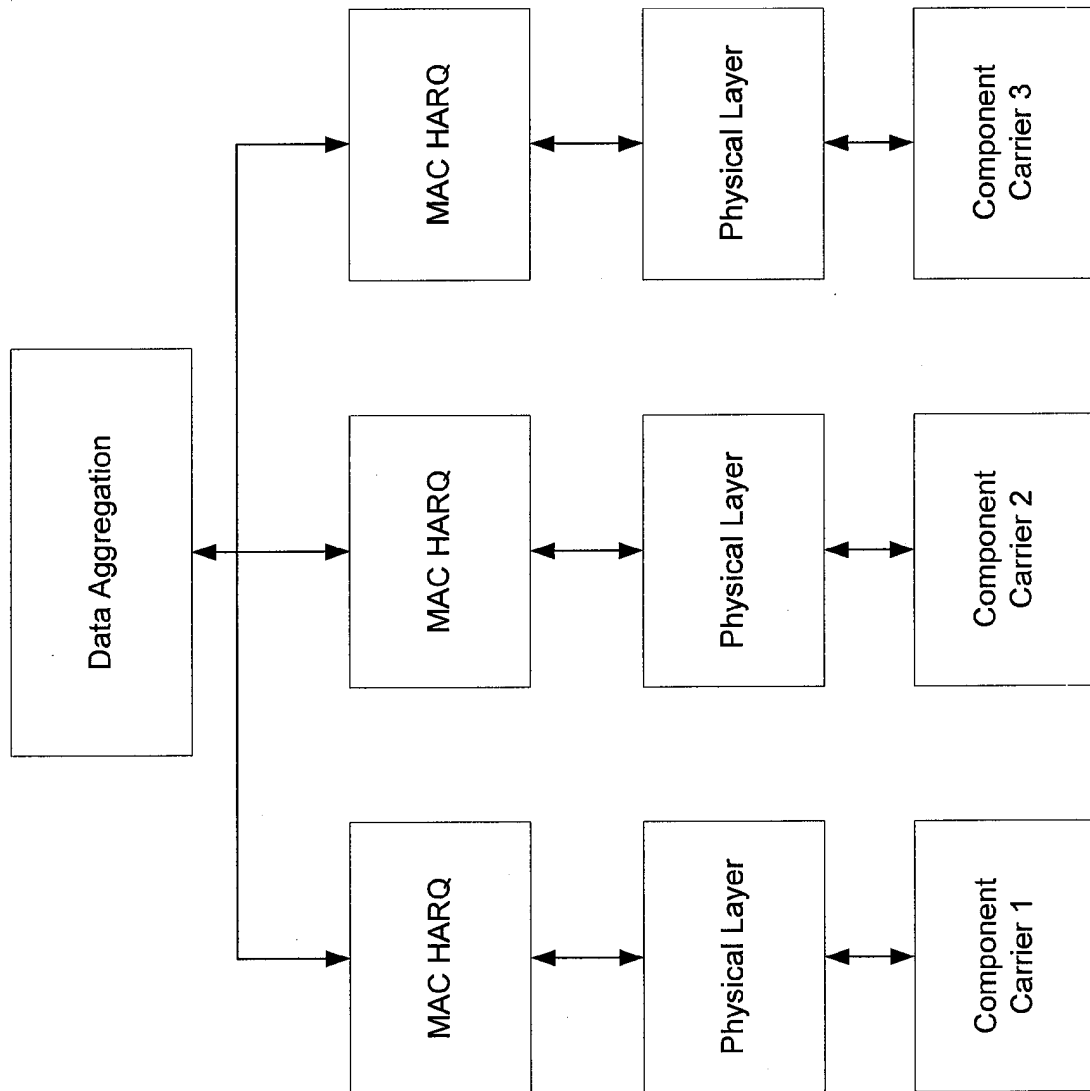 Data Aggregation
MAC HARQ
MAC HARQ
MAC HARQ
Physical Layer
Physical Layer
Physical Layer
Component
Carrier 1
Component
Carrier 2
Component
Carrier 3